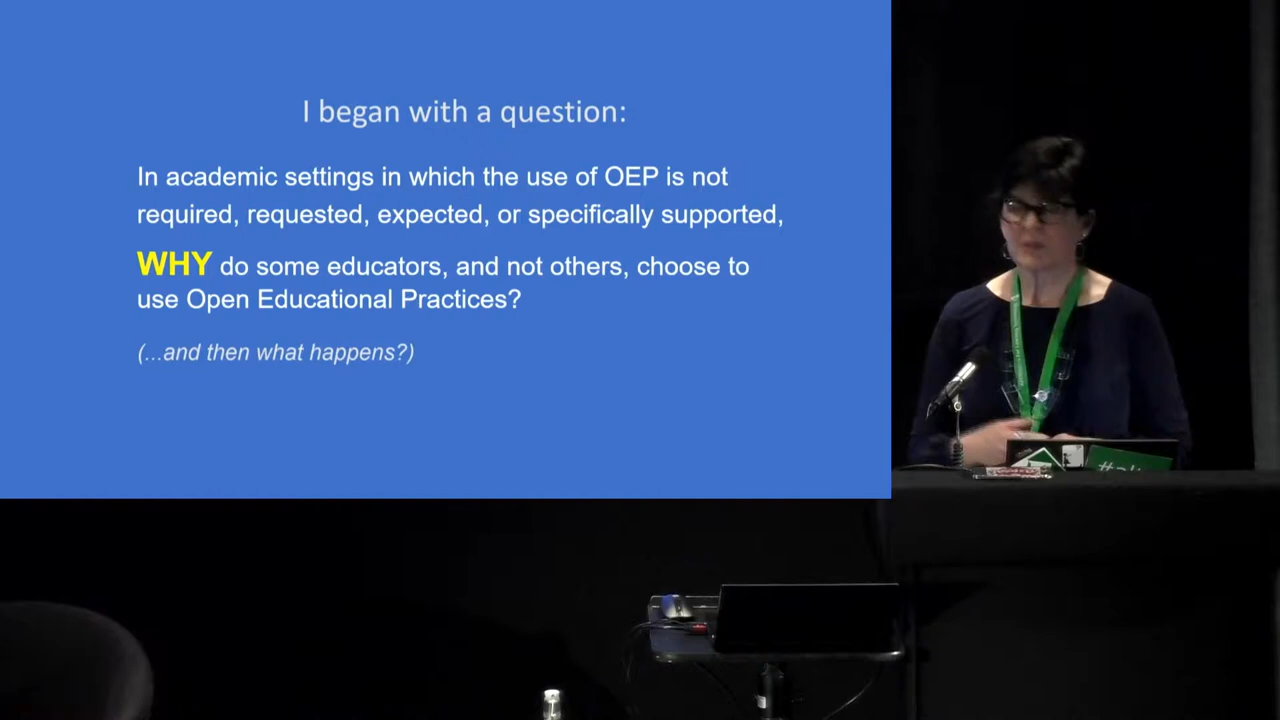 I began with a question:
In academic settings in which the use of OEP is not
required, requested, expected, or specifically supported,
WHY do some educators, and not others, choose to
use Open Educational Practices?
(...and then what happens?)